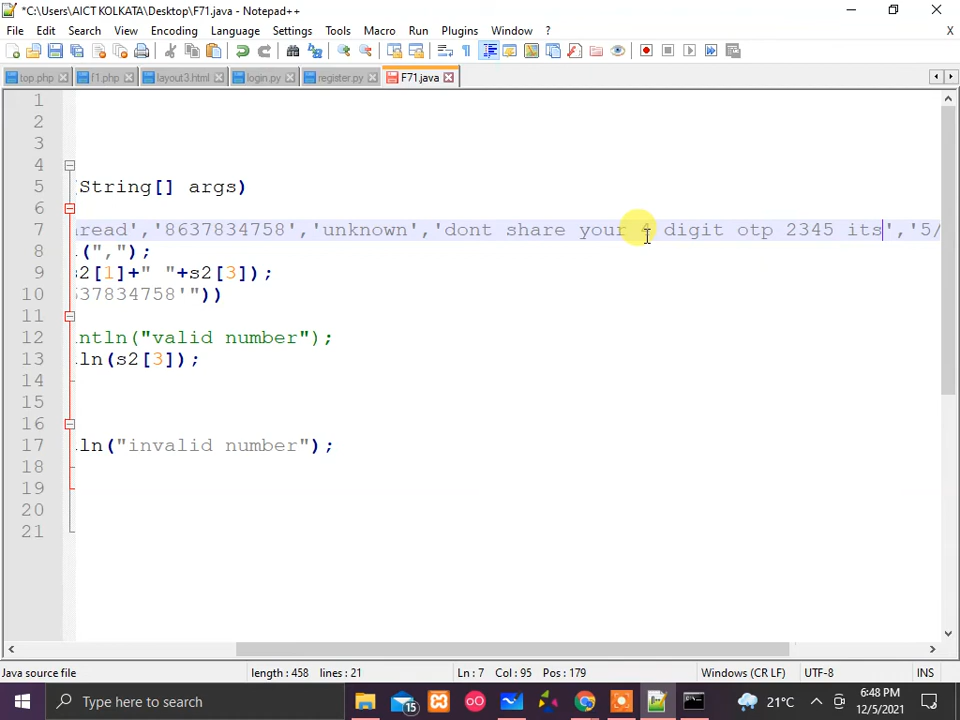 *C:\Users\AICT KOLKATA\Desktop\F71.java - Notepad++
File Edit Search View Encoding Language Settings Tools Macro Run Plugins Window ? X
top.php f1.php layout3.html login.py register.py F71.java
1
2
3
4
5 (String[] args)
6
7 read','8637834758','unknown','dont share your 4 digit otp 2345 its','5/
8 (",");
9 s2[1]+" "+s2[3]);
10 637834758'"))
11
12 ntln("valid number");
13 ln(s2[3]);
14
15
16
17 ln("invalid number");
18
19
20
21
Java source file length : 458 lines : 21 Ln : 7 Col : 95 Pos : 179 Windows (CR LF) UTF-8 INS
Type here to search 15 21°C 6:48 PM
12/5/2021